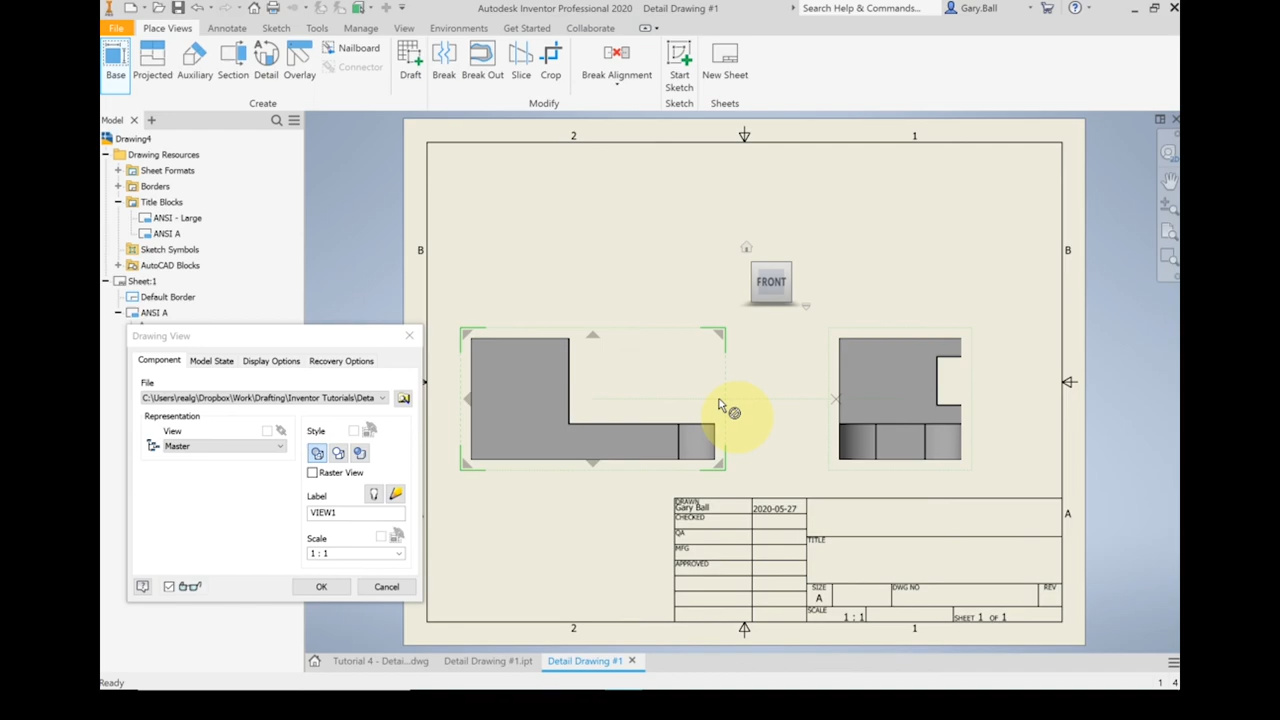 Autodesk Inventor Professional 2020 Detail Drawing #1
Search Help & Commands...
Gary.Ball
File Place Views Annotate Sketch Tools Manage View Environments Get Started Collaborate
Base Projected Auxiliary Section Detail Overlay
Nailboard
Connector
Draft Break Break Out Slice Crop Break Alignment Start Sketch New Sheet
Create Modify Sketch Sheets
Model
Drawing4
Drawing Resources
Sheet Formats
Borders
Title Blocks
ANSI - Large
ANSI A
Sketch Symbols
AutoCAD Blocks
Sheet:1
Default Border
ANSI A
Drawing View
Component Model State Display Options Recovery Options
File
C:\Users\realg\Dropbox\Work\Drafting\Inventor Tutorials\Deta
Representation
View
Master
Style
Raster View
Label
VIEW1
Scale
1 : 1
OK Cancel
2 1
B B
FRONT
A
DRAWN
Gary Ball 2020-05-27
CHECKED
QA
TITLE
MFG
APPROVED
SIZE DWG NO REV
A
SCALE 1 : 1 SHEET 1 OF 1
2 1
Tutorial 4 - Detai...dwg Detail Drawing #1.ipt Detail Drawing #1
Ready 1 4